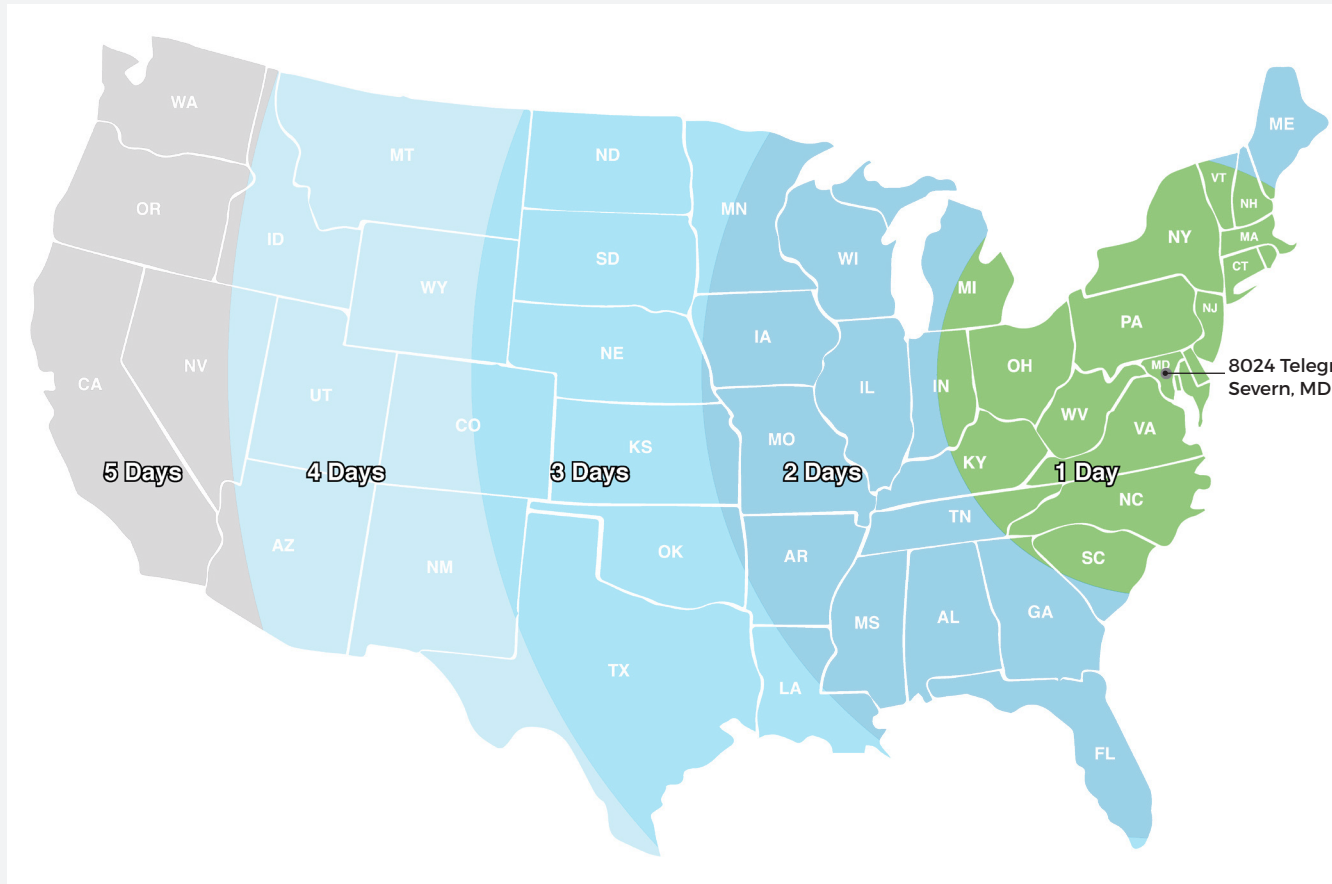 WA
MT
ND
MN
ME
VT
NH
OR
ID
SD
WI
NY
MA
CT
WY
MI
NJ
PA
NE
IA
8024 Telegr
Severn, MD
MD
NV
CA
UT
IL
IN
OH
WV
VA
CO
KS
MO
KY
5 Days
4 Days
3 Days
2 Days
1 Day
NC
TN
AZ
NM
OK
AR
SC
MS
AL
GA
TX
LA
FL